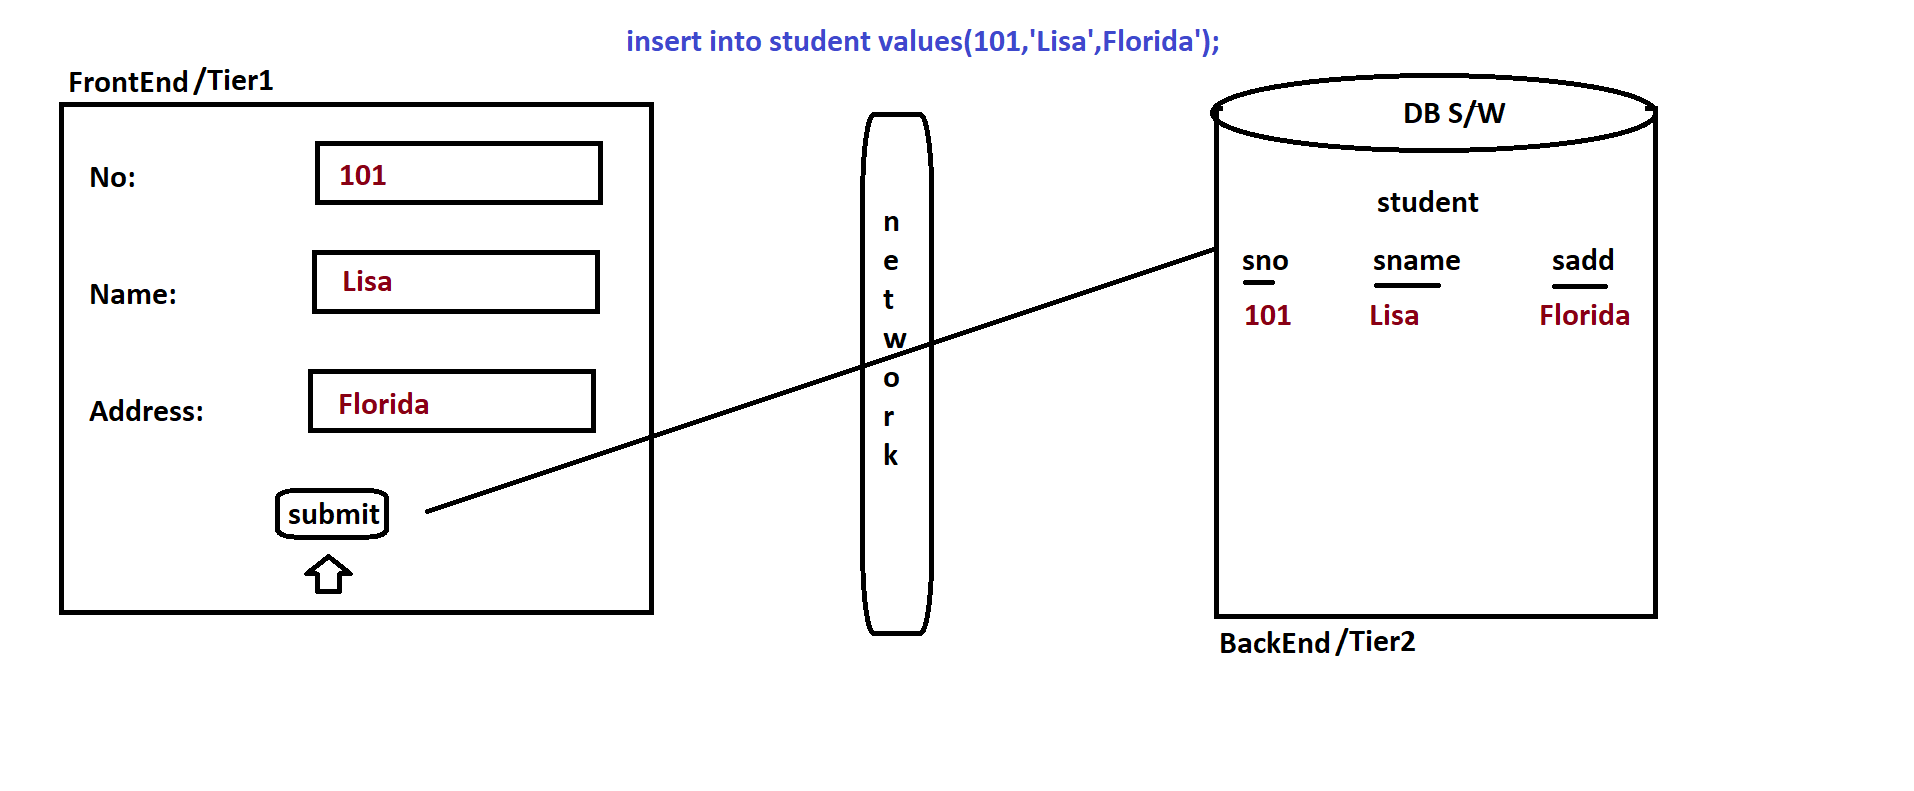 insert into student values(101,'Lisa',Florida');
FrontEnd /Tier1
No: 101
Name: Lisa
Address: Florida
submit
network
DB S/W
student
sno sname sadd
101 Lisa Florida
BackEnd /Tier2